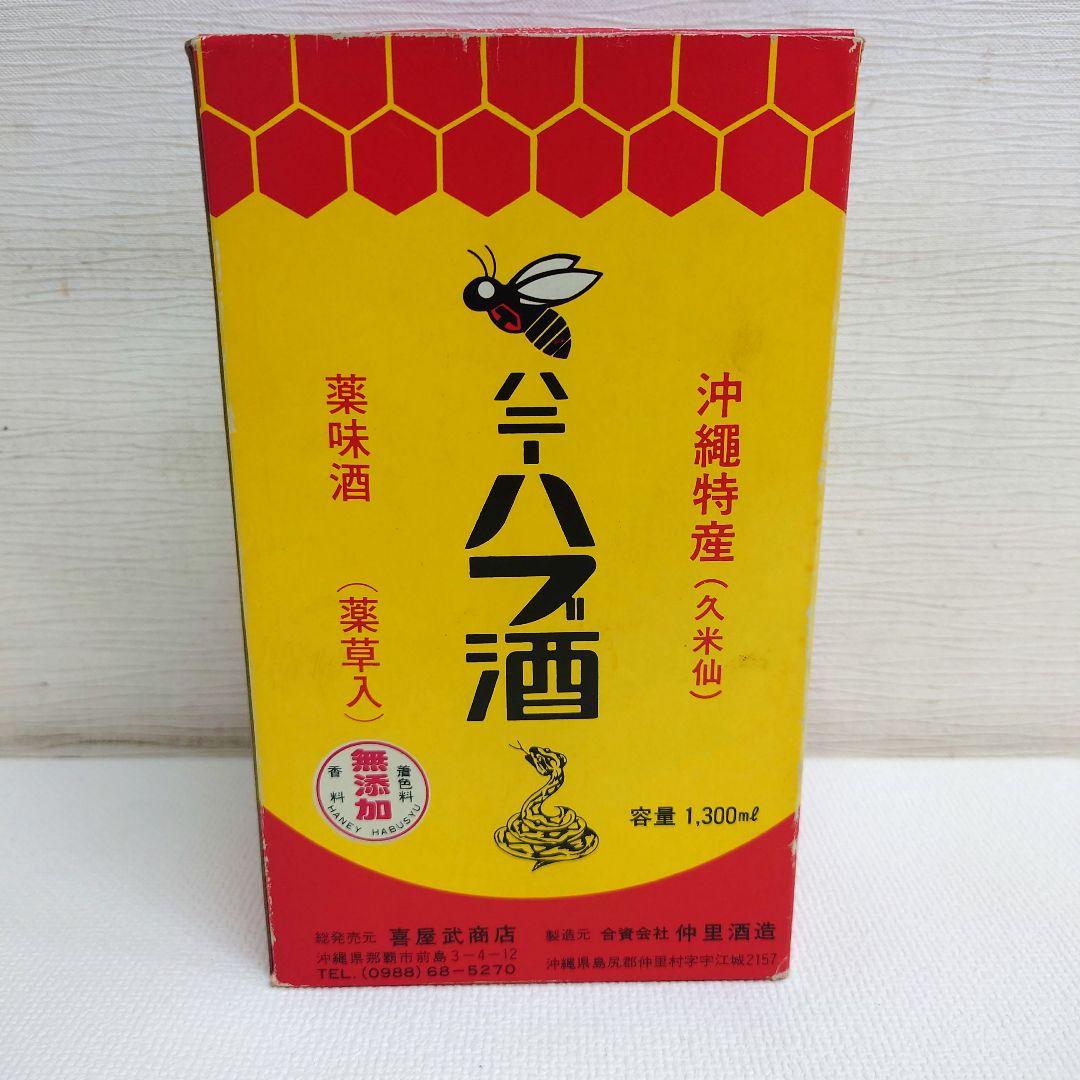 沖繩特産(久米仙)
ハニーハブ酒
薬味酒 (薬草入)
着色料
無添加
香料
HANEY HABUSYU
容量 1,300mℓ
総発売元 喜屋武商店
沖縄県那覇市前島3-4-12
TEL.(0988)68-5270
製造元 合資会社 仲里酒造
沖縄県島尻郡仲里村字宇江城2157